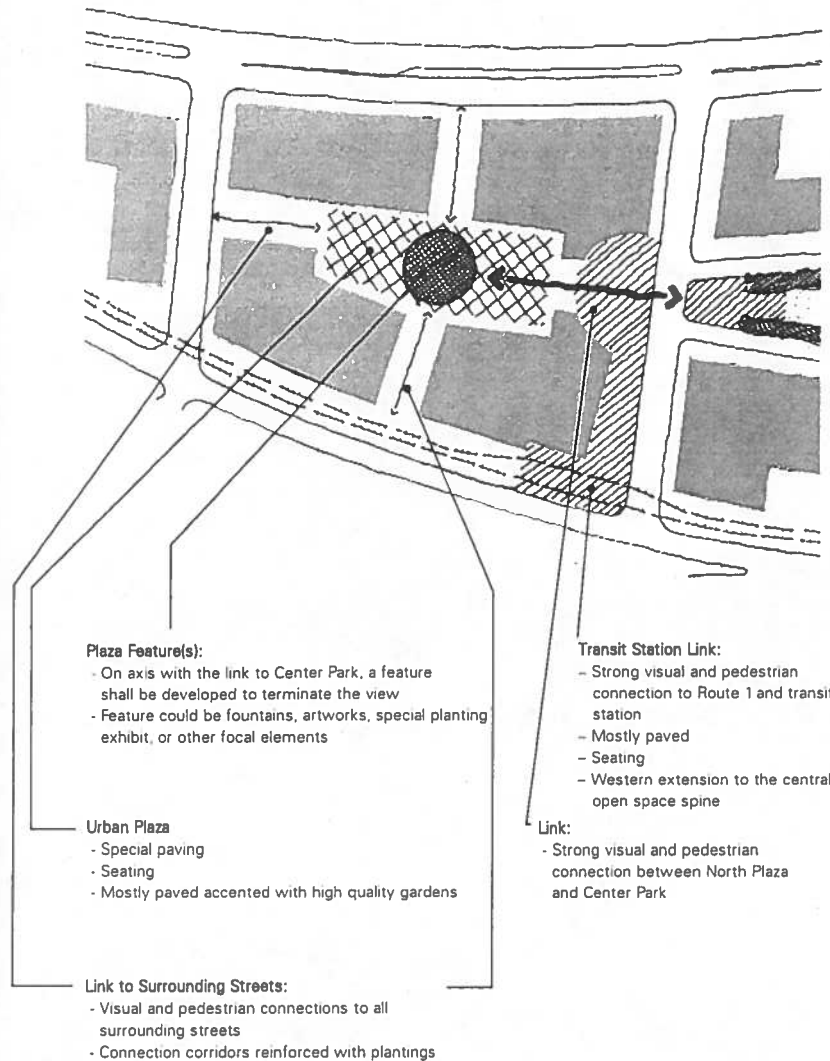 Plaza Feature(s):
- On axis with the link to Center Park, a feature
shall be developed to terminate the view
- Feature could be fountains, artworks, special planting
exhibit, or other focal elements
Urban Plaza
- Special paving
- Seating
- Mostly paved accented with high quality gardens
Link to Surrounding Streets:
- Visual and pedestrian connections to all
surrounding streets
- Connection corridors reinforced with plantings
Transit Station Link:
- Strong visual and pedestrian
connection to Route 1 and transit
station
- Mostly paved
- Seating
- Western extension to the central
open space spine
Link:
- Strong visual and pedestrian
connection between North Plaza
and Center Park